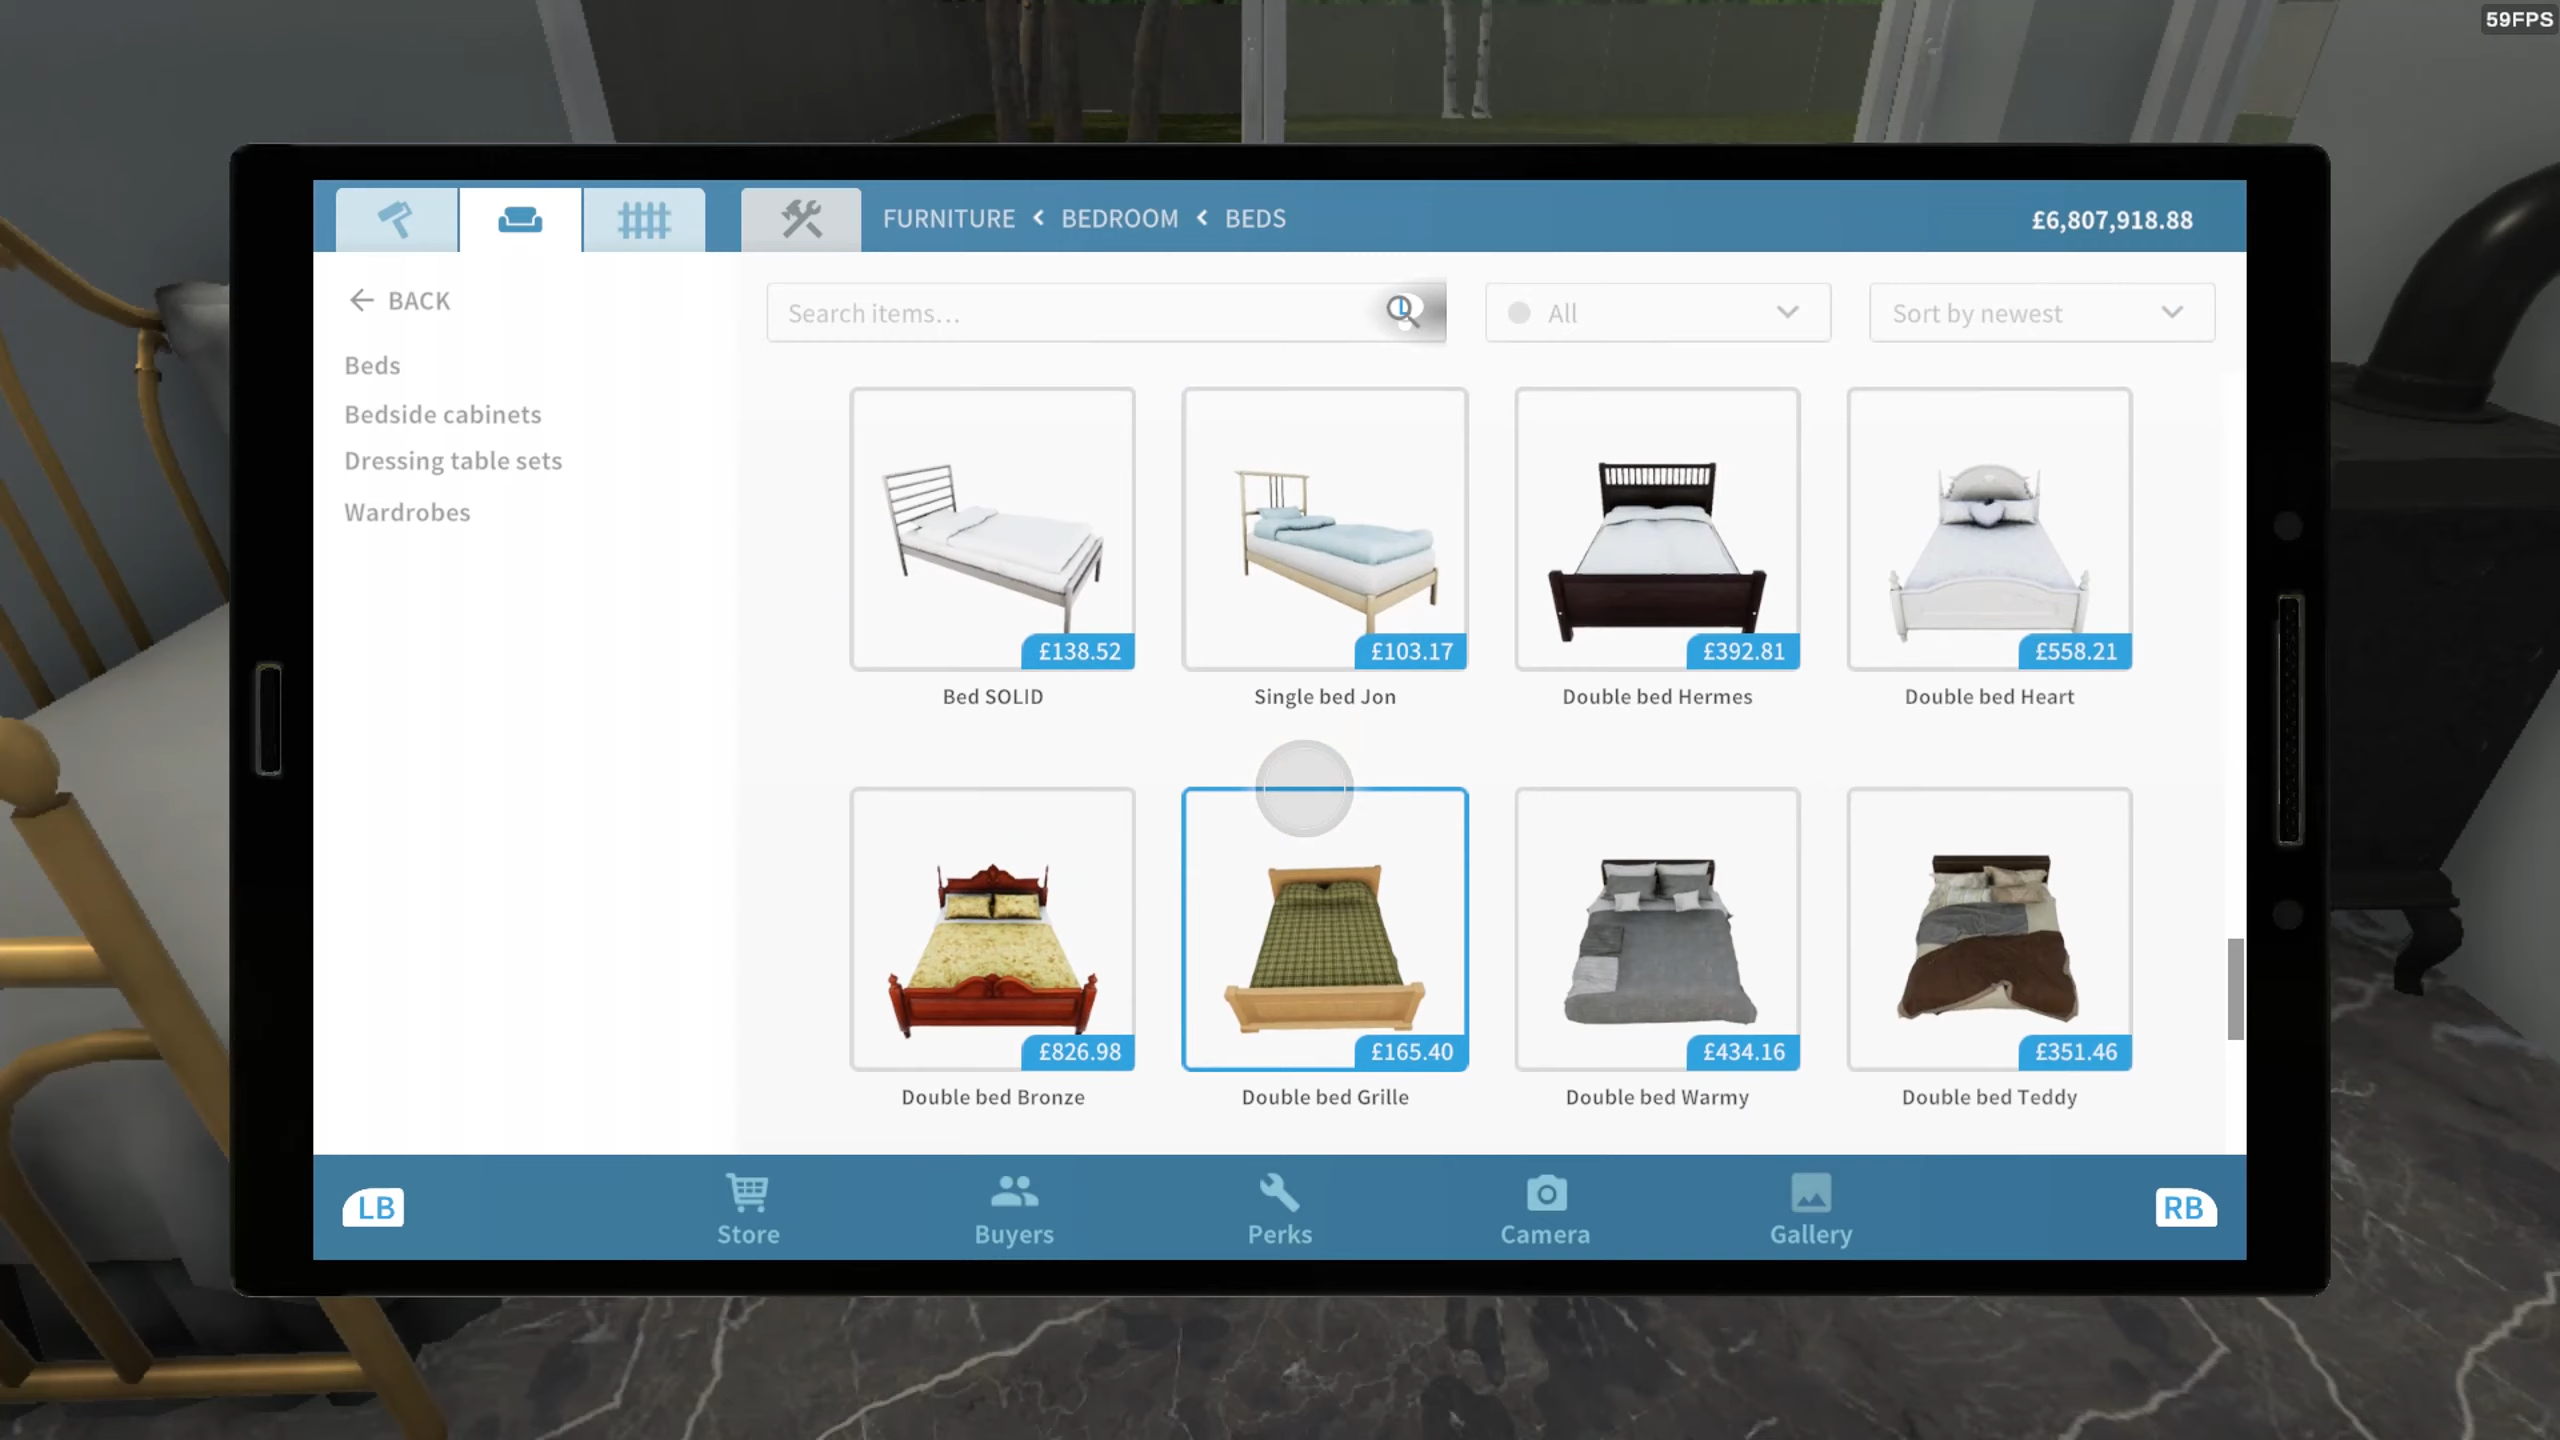 59FPS
FURNITURE < BEDROOM < BEDS
£6,807,918.88
BACK
Beds
Bedside cabinets
Dressing table sets
Wardrobes
Search items...
All
Sort by newest
£138.52
£103.17
£392.81
£558.21
Bed SOLID
Single bed Jon
Double bed Hermes
Double bed Heart
£826.98
£165.40
£434.16
£351.46
Double bed Bronze
Double bed Grille
Double bed Warmy
Double bed Teddy
LB
Store
Buyers
Perks
Camera
Gallery
RB